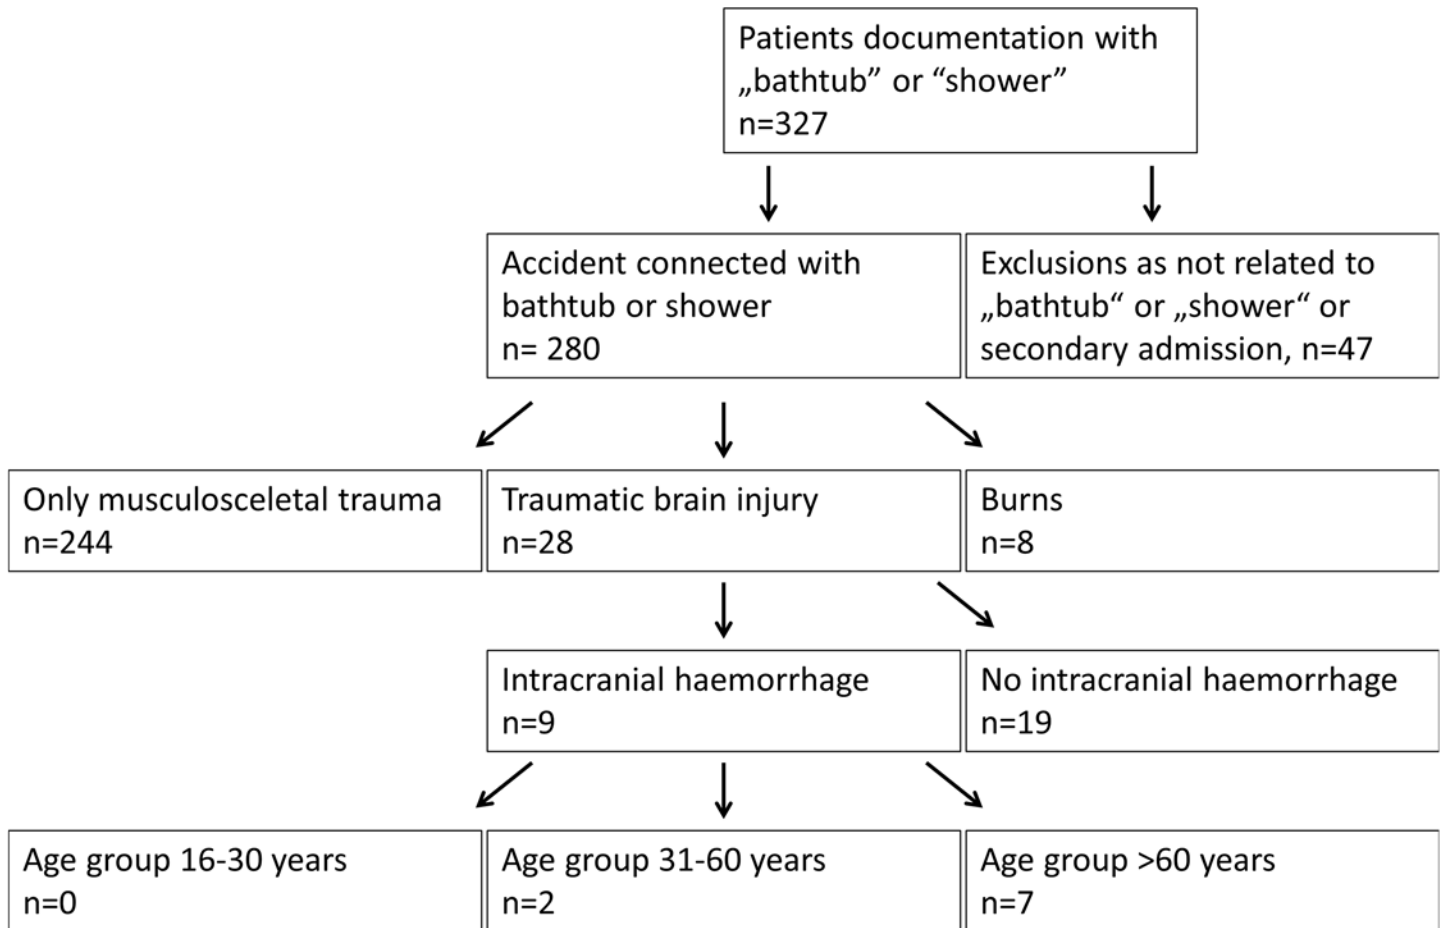 Patients documentation with
„bathtub” or “shower”
n=327
Accident connected with
bathtub or shower
n= 280
Exclusions as not related to
„bathtub“ or „shower“ or
secondary admission, n=47
Only musculosceletal trauma
n=244
Traumatic brain injury
n=28
Burns
n=8
Intracranial haemorrhage
n=9
No intracranial haemorrhage
n=19
Age group 16-30 years
n=0
Age group 31-60 years
n=2
Age group >60 years
n=7